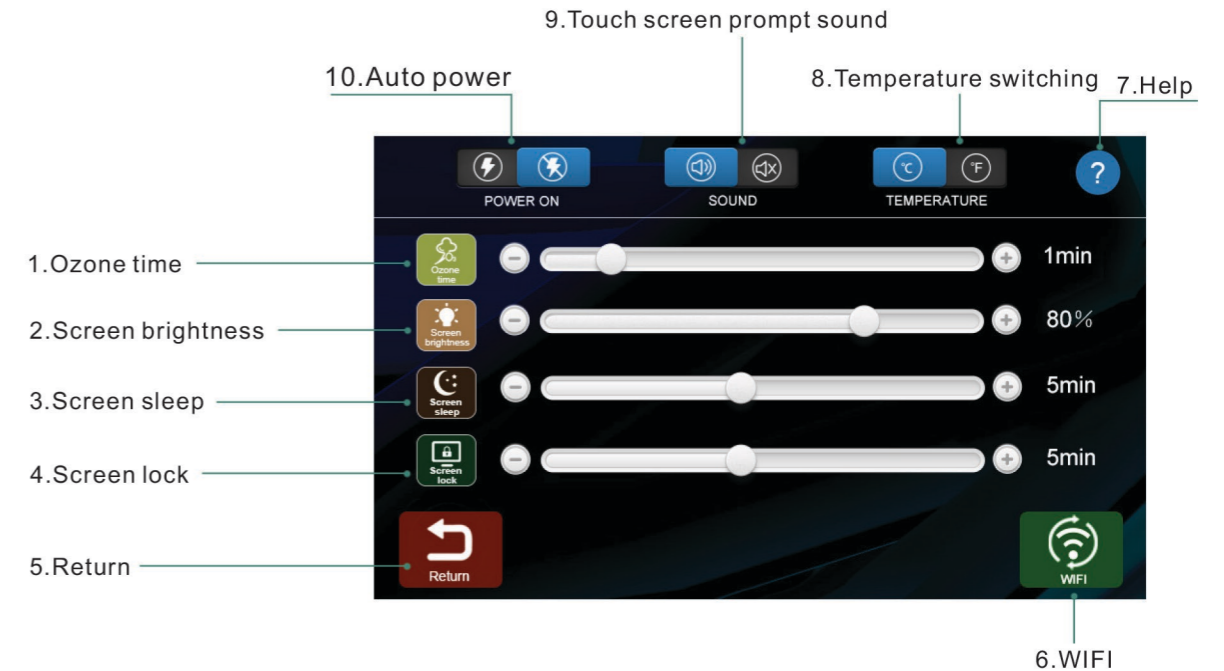 9.Touch screen prompt sound
10.Auto power
8.Temperature switching
7.Help
°C
°F
?
POWER ON
SOUND
TEMPERATURE
1.Ozone time
O₃
Ozone
time
1min
2.Screen brightness
Screen
brightness
80%
3.Screen sleep
Screen
sleep
5min
4.Screen lock
Screen
lock
5min
5.Return
Return
WIFI
6.WIFI